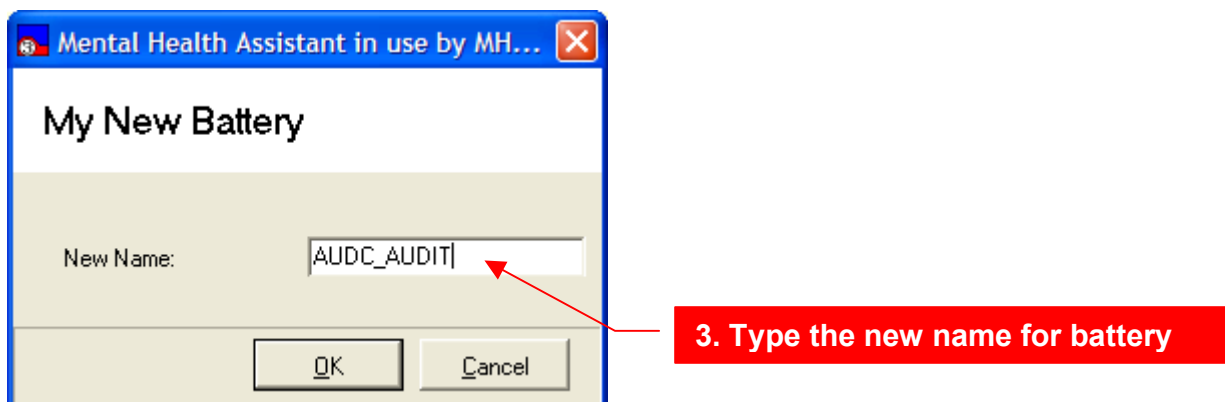 Mental Health Assistant in use by MH...
My New Battery
New Name:
AUDC_AUDIT
3. Type the new name for battery
OK
Cancel